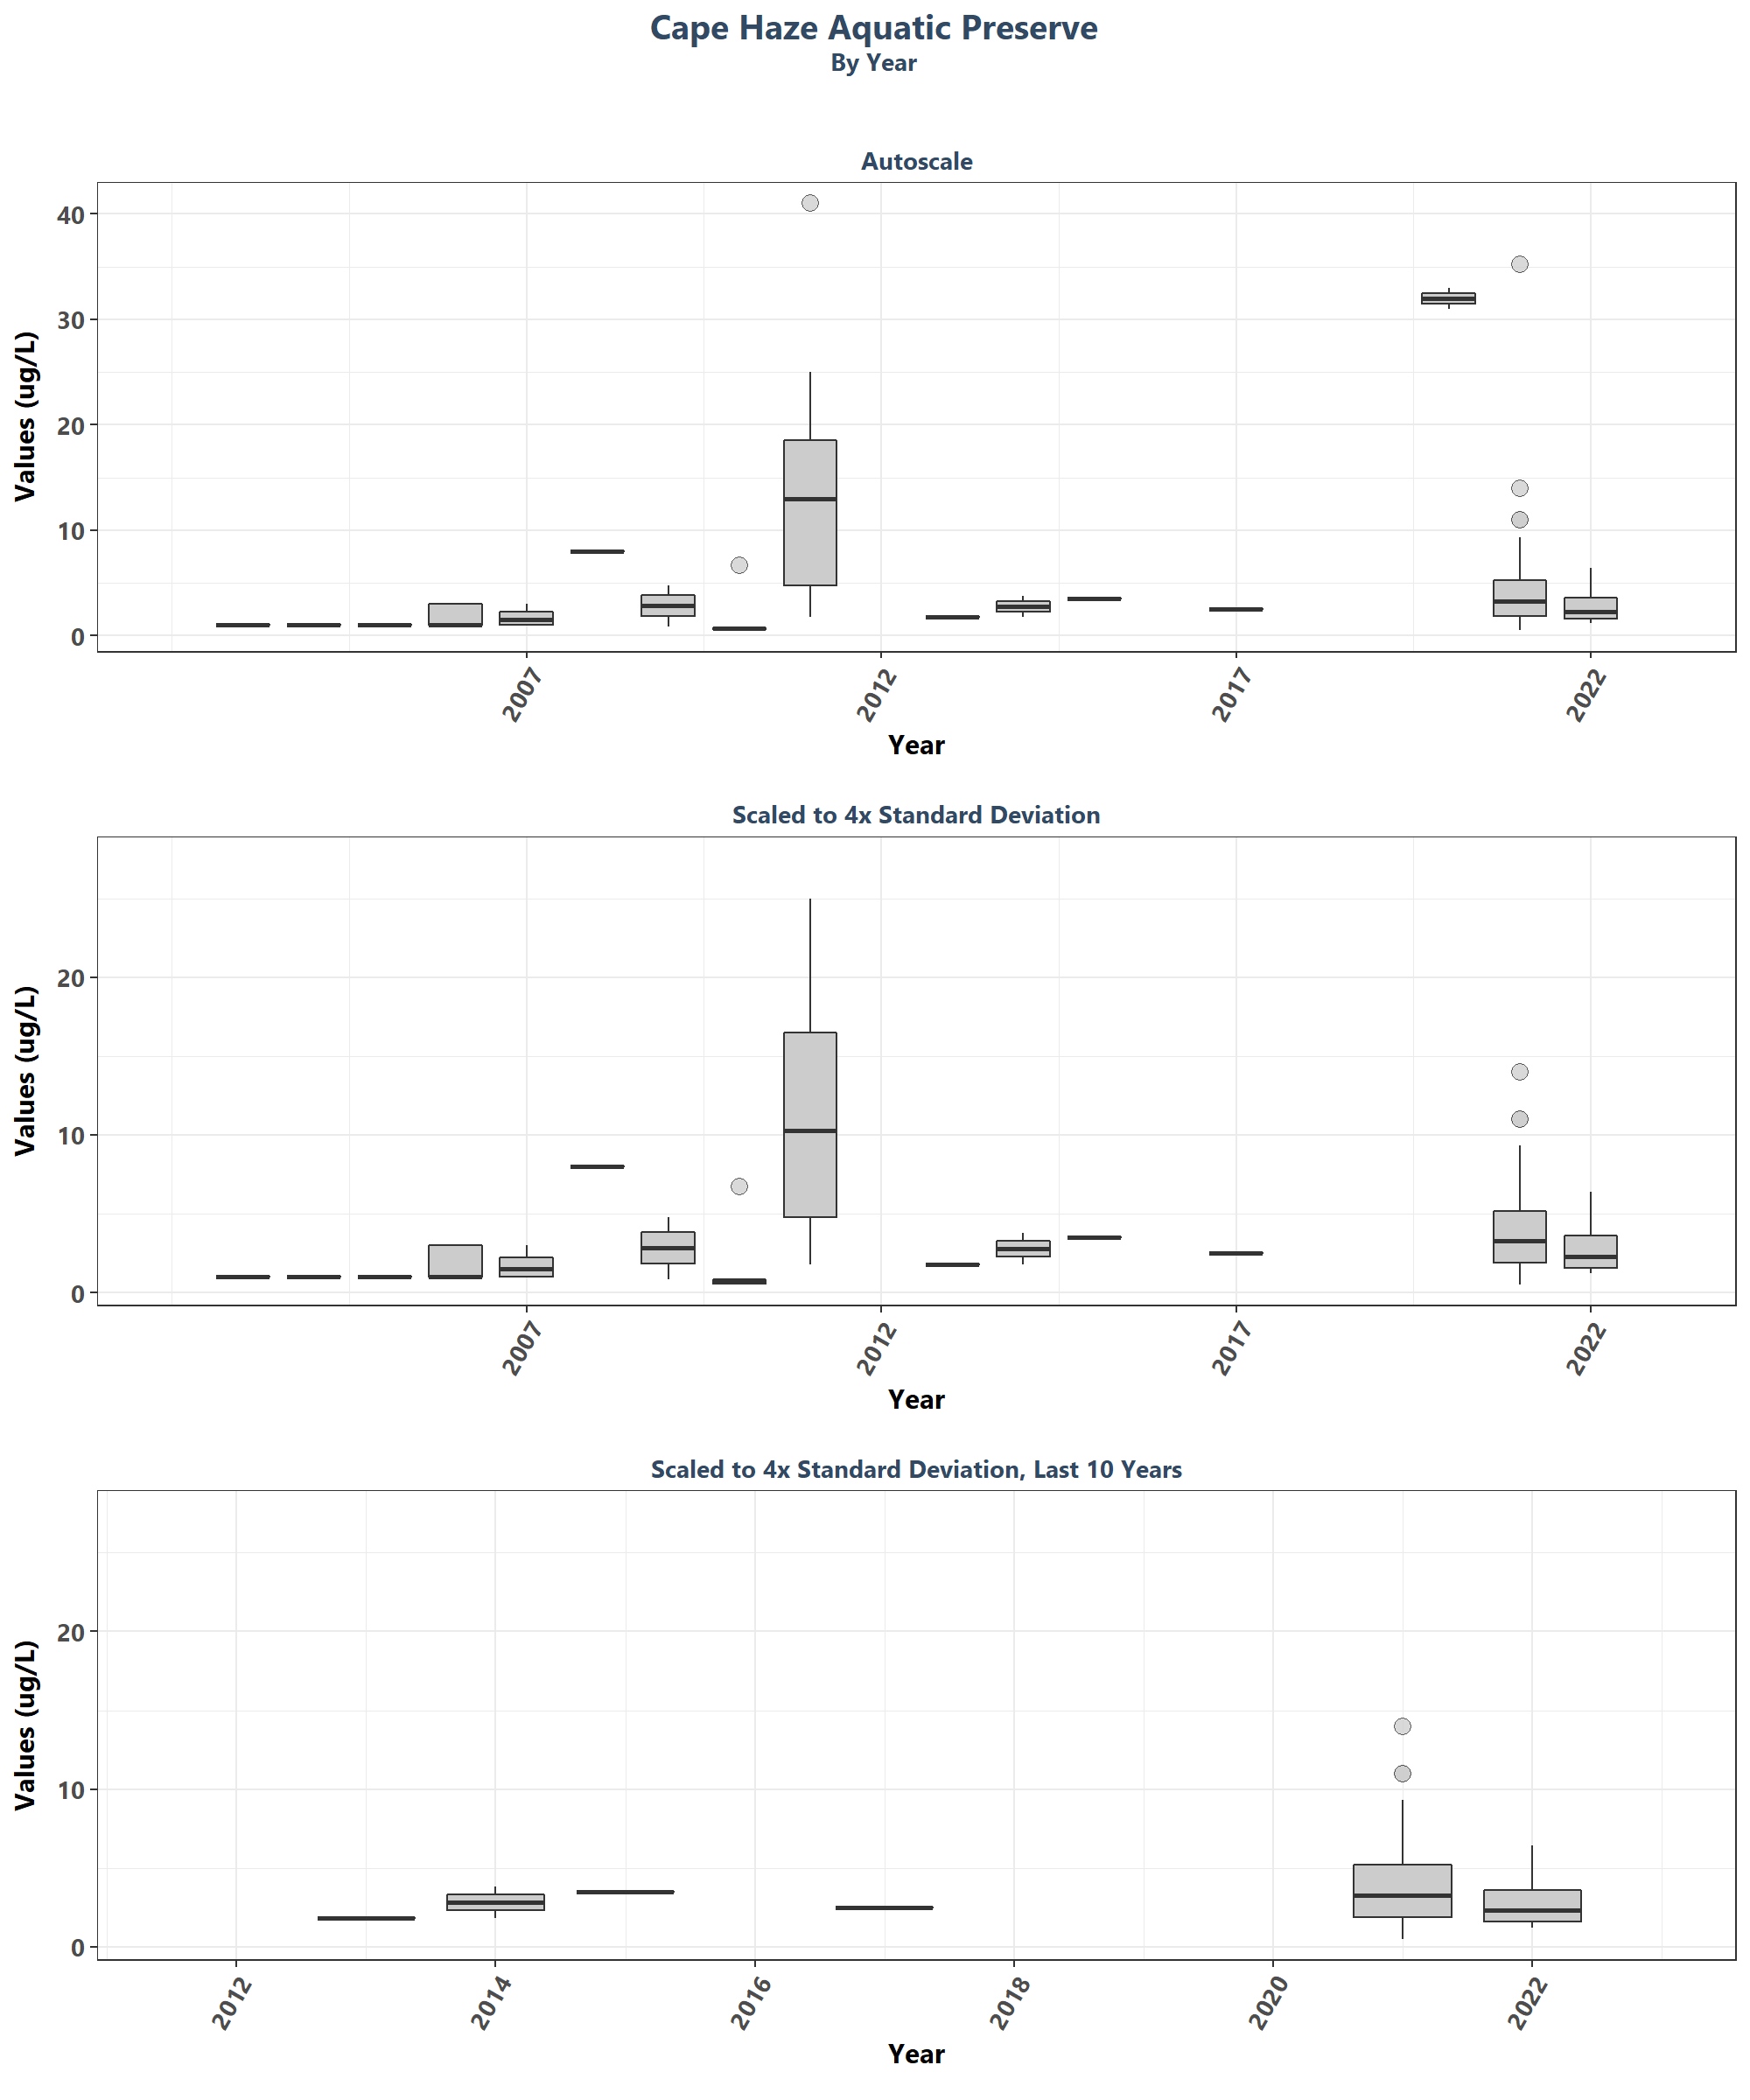 Cape Haze Aquatic Preserve
By Year
Autoscale
Values (ug/L)
40
30
20
10
0
2007
2012
2017
2022
Year
Scaled to 4x Standard Deviation
Values (ug/L)
20
10
0
2007
2012
2017
2022
Year
Scaled to 4x Standard Deviation, Last 10 Years
Values (ug/L)
20
10
0
2012
2014
2016
2018
2020
2022
Year